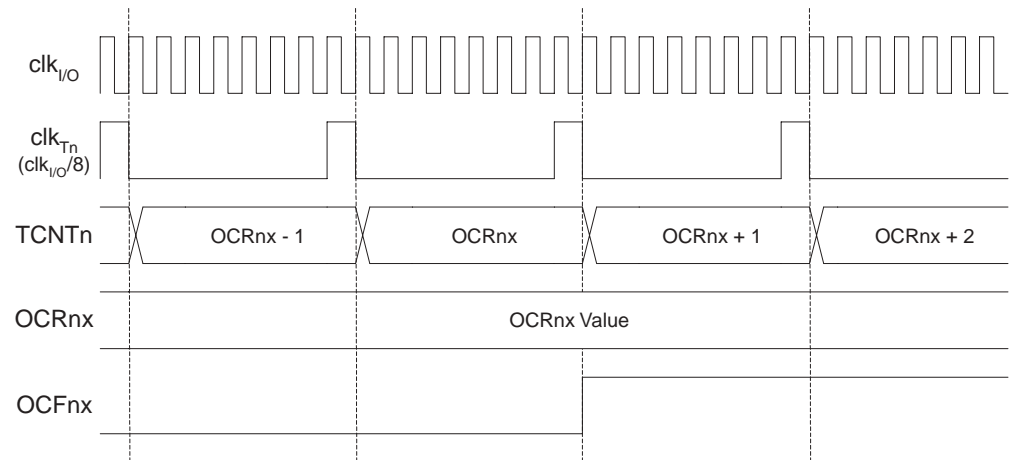 clkI/O
clkTn
(clkI/O/8)
TCNTn OCRnx - 1 OCRnx OCRnx + 1 OCRnx + 2
OCRnx OCRnx Value
OCFnx